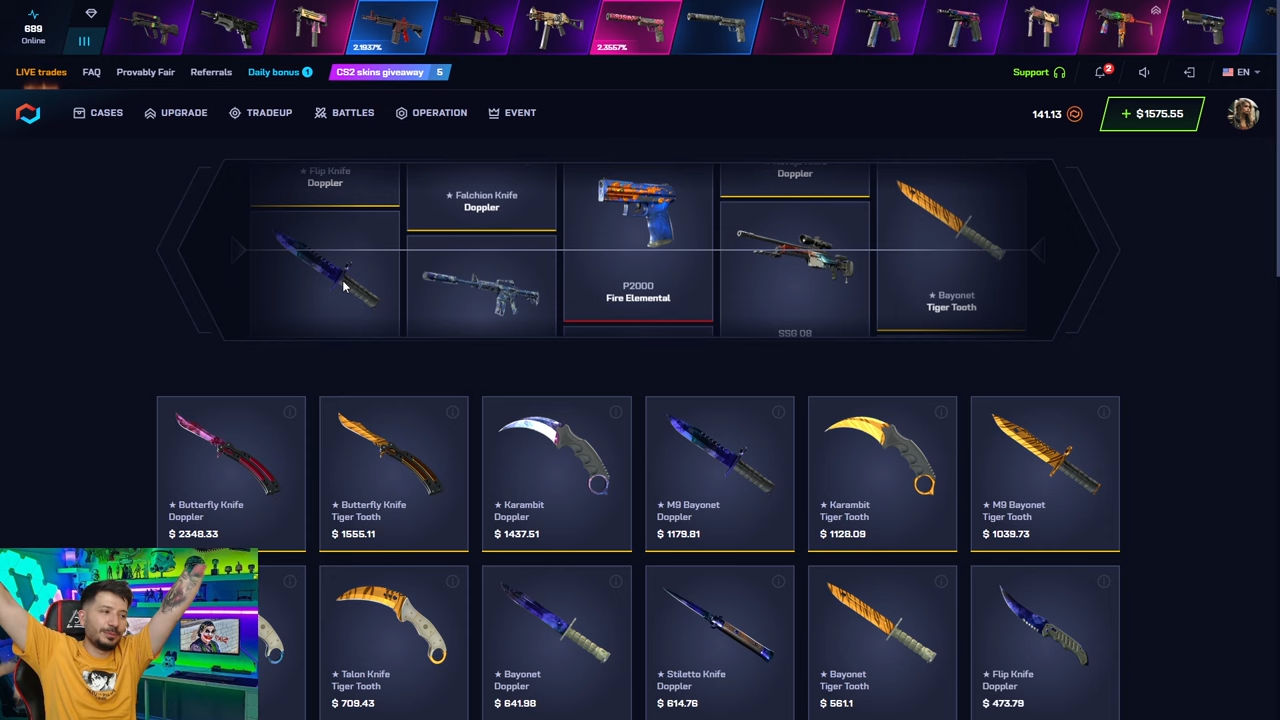 689
Online
2.1937%
2.3557%
LIVE trades
FAQ
Provably Fair
Referrals
Daily bonus 1
CS2 skins giveaway 5
Support
2
EN
CASES
UPGRADE
TRADEUP
BATTLES
OPERATION
EVENT
141.13
+ $1575.55
★ Flip Knife
Doppler
★ Falchion Knife
Doppler
P2000
Fire Elemental
Doppler
SSG 08
★ Bayonet
Tiger Tooth
★ Butterfly Knife
Doppler
$ 2348.33
★ Butterfly Knife
Tiger Tooth
$ 1555.11
★ Karambit
Doppler
$ 1437.51
★ M9 Bayonet
Doppler
$ 1179.81
★ Karambit
Tiger Tooth
$ 1128.09
★ M9 Bayonet
Tiger Tooth
$ 1039.73
★ Talon Knife
Tiger Tooth
$ 709.43
★ Bayonet
Doppler
$ 641.98
★ Stiletto Knife
Doppler
$ 614.76
★ Bayonet
Tiger Tooth
$ 561.1
★ Flip Knife
Doppler
$ 473.79